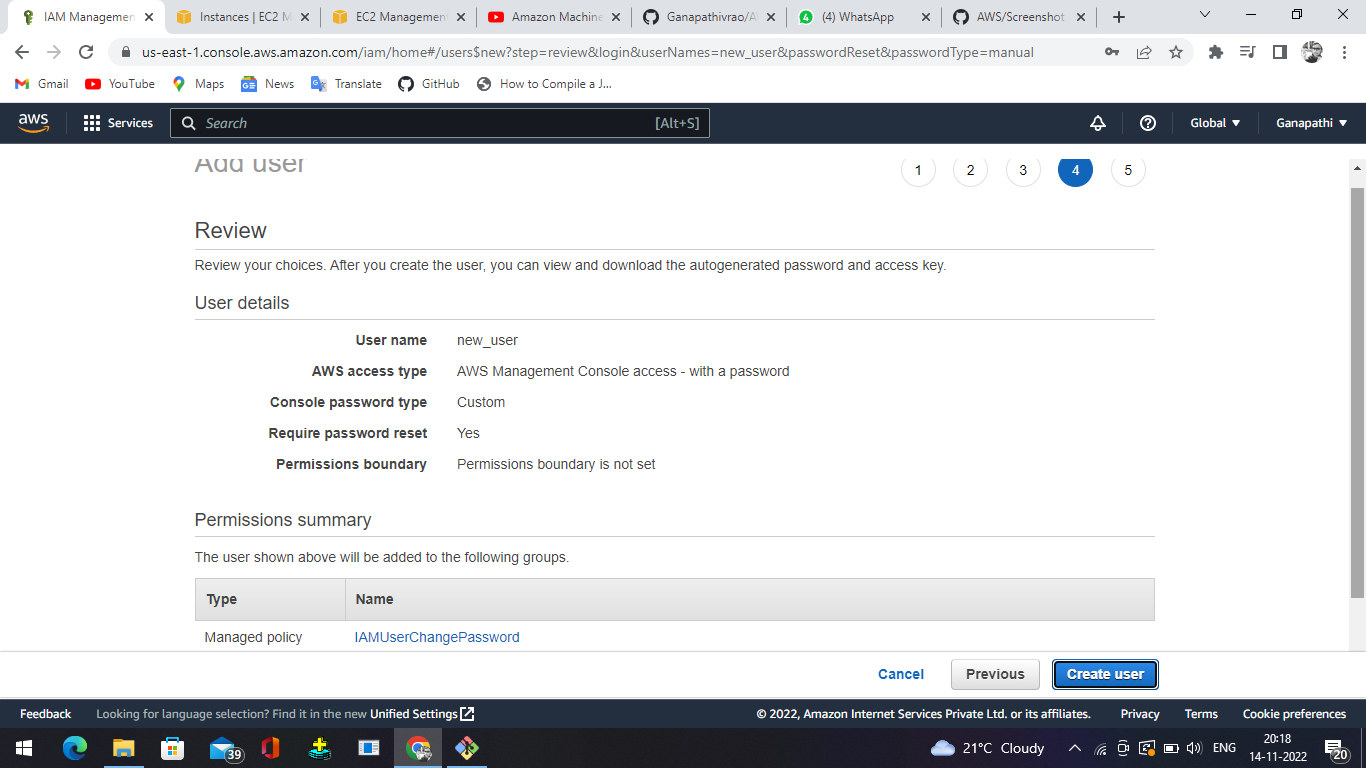 IAM Managemen
Instances | EC2 M
EC2 Management
Amazon Machine
Ganapathivrao/A
(4) WhatsApp
AWS/Screenshot
us-east-1.console.aws.amazon.com/iam/home#/users$new?step=review&login&userNames=new_user&passwordReset&passwordType=manual
Gmail
YouTube
Maps
News
Translate
GitHub
How to Compile a J...
aws
Services
Search
[Alt+S]
Global
Ganapathi
Add user
1
2
3
4
5
Review
Review your choices. After you create the user, you can view and download the autogenerated password and access key.
User details
User name new_user
AWS access type AWS Management Console access - with a password
Console password type Custom
Require password reset Yes
Permissions boundary Permissions boundary is not set
Permissions summary
The user shown above will be added to the following groups.
Type Name
Managed policy IAMUserChangePassword
Cancel Previous Create user
Feedback Looking for language selection? Find it in the new Unified Settings © 2022, Amazon Internet Services Private Ltd. or its affiliates. Privacy Terms Cookie preferences
39
21°C Cloudy
ENG
20:18
14-11-2022
20